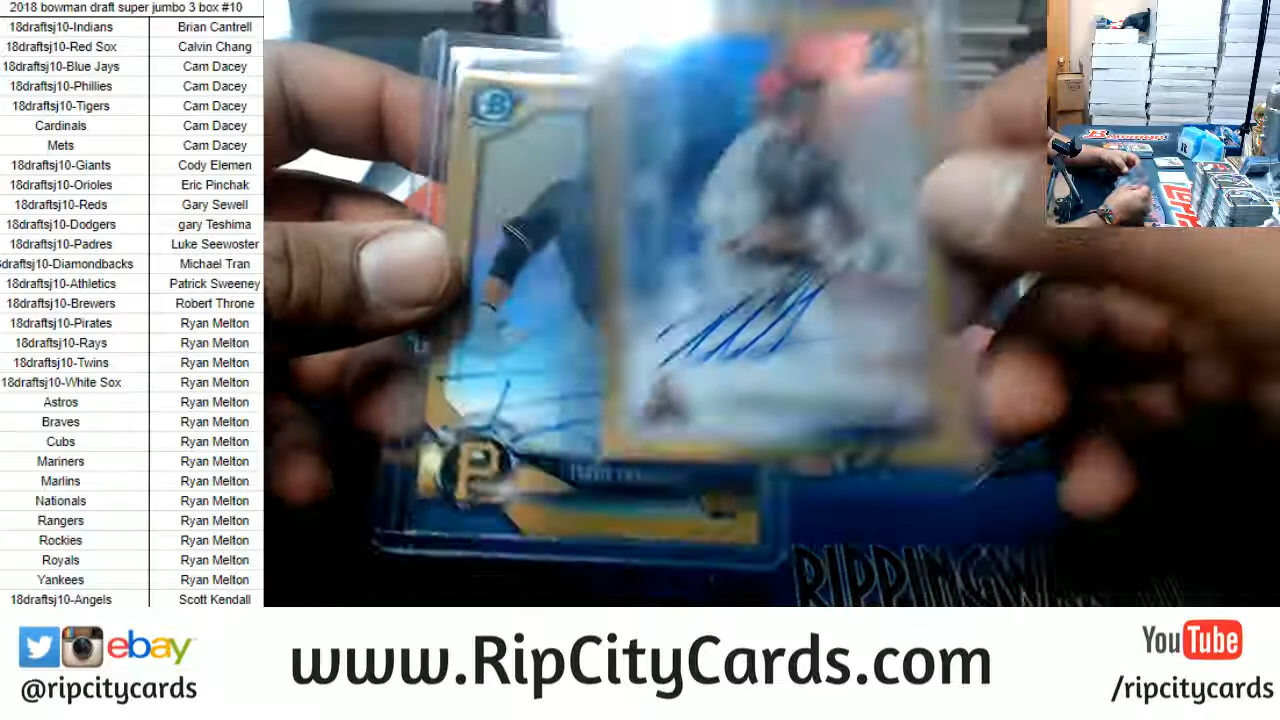 2018 bowman draft super jumbo 3 box #10
18draftsj10-Indians Brian Cantrell
18draftsj10-Red Sox Calvin Chang
18draftsj10-Blue Jays Cam Dacey
18draftsj10-Phillies Cam Dacey
18draftsj10-Tigers Cam Dacey
Cardinals Cam Dacey
Mets Cam Dacey
18draftsj10-Giants Cody Elemen
18draftsj10-Orioles Eric Pinchak
18draftsj10-Reds Gary Sewell
18draftsj10-Dodgers gary Teshima
18draftsj10-Padres Luke Seewoster
draftsj10-Diamondbacks Michael Tran
18draftsj10-Athletics Patrick Sweeney
18draftsj10-Brewers Robert Throne
18draftsj10-Pirates Ryan Melton
18draftsj10-Rays Ryan Melton
18draftsj10-Twins Ryan Melton
18draftsj10-White Sox Ryan Melton
Astros Ryan Melton
Braves Ryan Melton
Cubs Ryan Melton
Mariners Ryan Melton
Marlins Ryan Melton
Nationals Ryan Melton
Rangers Ryan Melton
Rockies Ryan Melton
Royals Ryan Melton
Yankees Ryan Melton
18draftsj10-Angels Scott Kendall
B
P
RIPPINGW
ebay
@ripcitycards
www.RipCityCards.com
YouTube
/ripcitycards